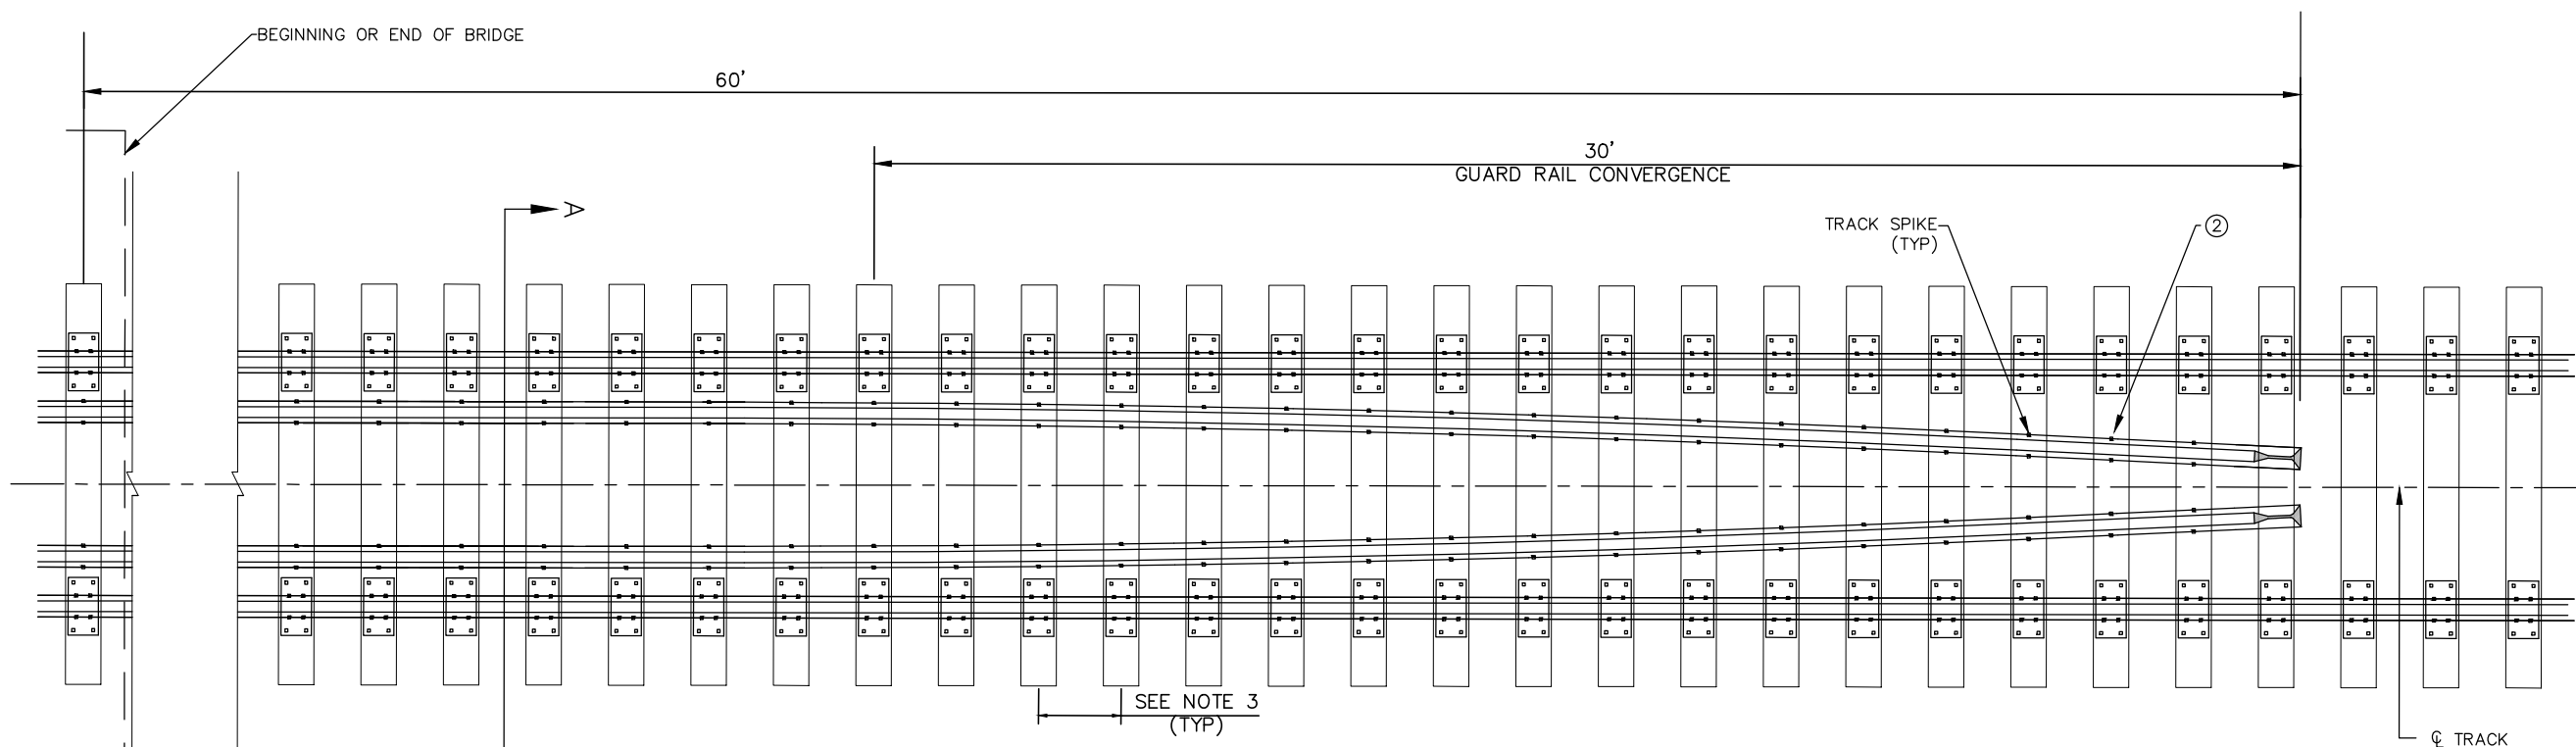 BEGINNING OR END OF BRIDGE
60'
30'
GUARD RAIL CONVERGENCE
A
TRACK SPIKE
(TYP)
2
SEE NOTE 3
(TYP)
℄ TRACK